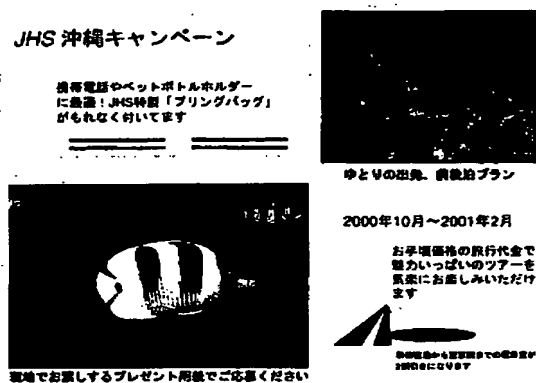 JHS 沖縄キャンペーン
携帯電話やペットボトルホルダー
に最適!JHS特製「プリングバッグ」
がもれなく付いてます
ゆとりの出発、前後泊プラン
2000年10月~2001年2月
お手頃価格の旅行代金で
魅力いっぱいのツアーを
気楽にお楽しみいただけ
ます
現地でお渡しするプレゼント用紙でご応募ください